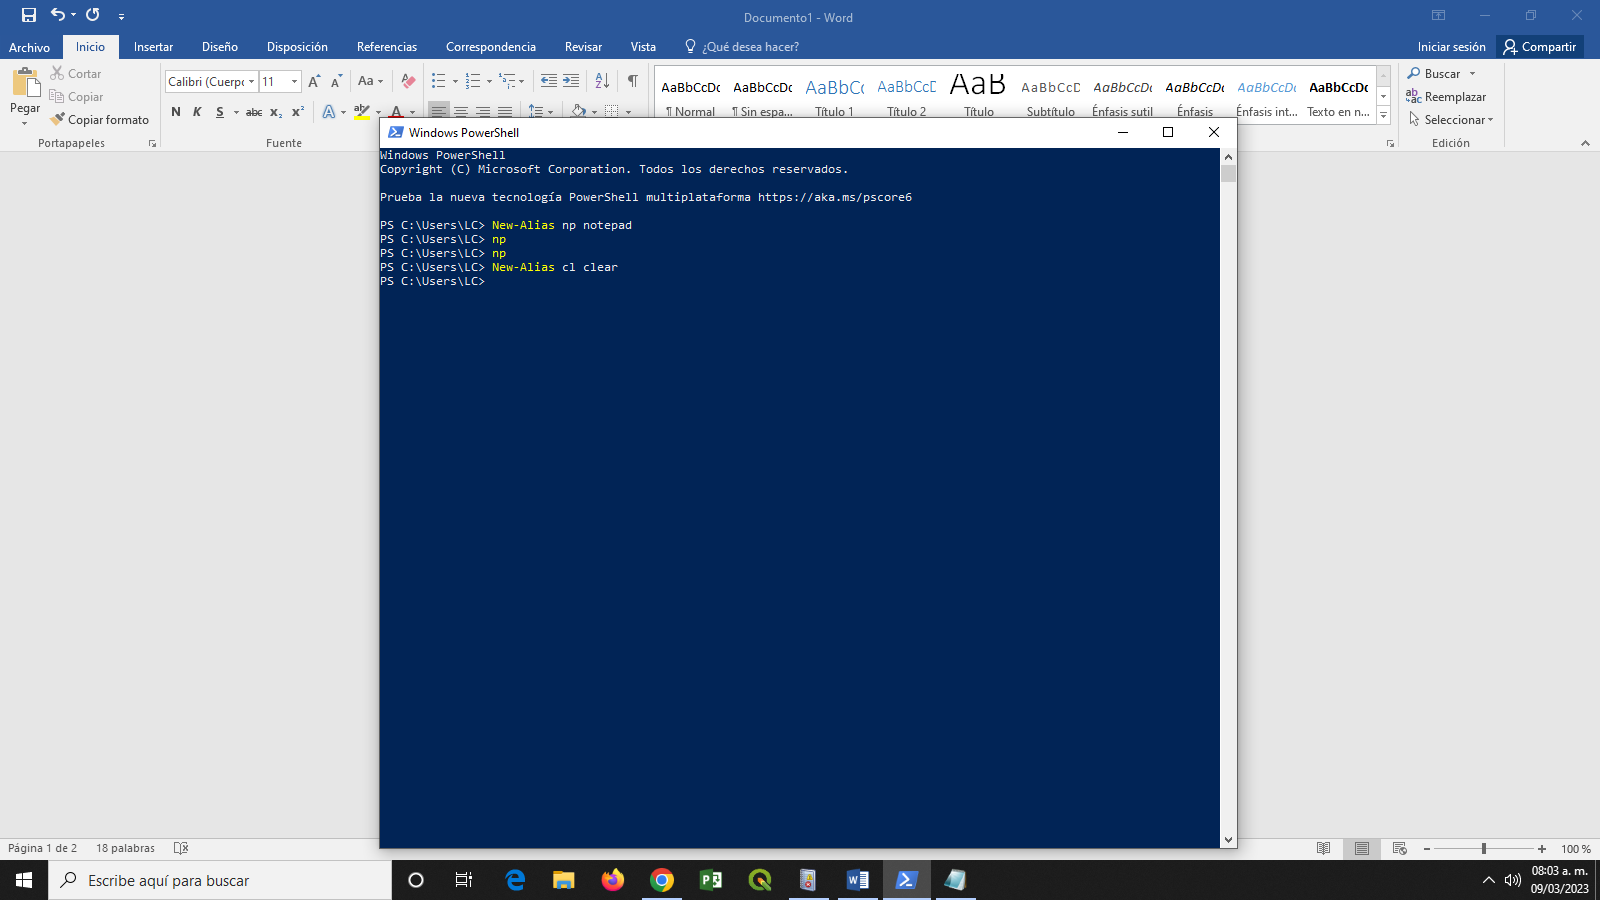 Documento1 - Word
Archivo Inicio Insertar Diseño Disposición Referencias Correspondencia Revisar Vista ¿Qué desea hacer? Iniciar sesión Compartir
Pegar
Cortar
Copiar
Copiar formato
Portapapeles
Calibri (Cuerpo 11
Aa
N K S abc x₂ x²
Fuente
AaBbCcDc AaBbCcDc AaBbCc AaBbCcD AaB AaBbCcD AaBbCcDc AaBbCcDc AaBbCcDc AaBbCcDc
¶ Normal ¶ Sin espa... Título 1 Título 2 Título Subtítulo Énfasis sutil Énfasis Énfasis int... Texto en n...
Buscar
Reemplazar
Seleccionar
Edición
Windows PowerShell
Windows PowerShell
Copyright (C) Microsoft Corporation. Todos los derechos reservados.
Prueba la nueva tecnología PowerShell multiplataforma https://aka.ms/pscore6
PS C:\Users\LC> New-Alias np notepad
PS C:\Users\LC> np
PS C:\Users\LC> np
PS C:\Users\LC> New-Alias cl clear
PS C:\Users\LC>
Página 1 de 2 18 palabras 100 %
Escribe aquí para buscar
08:03 a. m.
09/03/2023